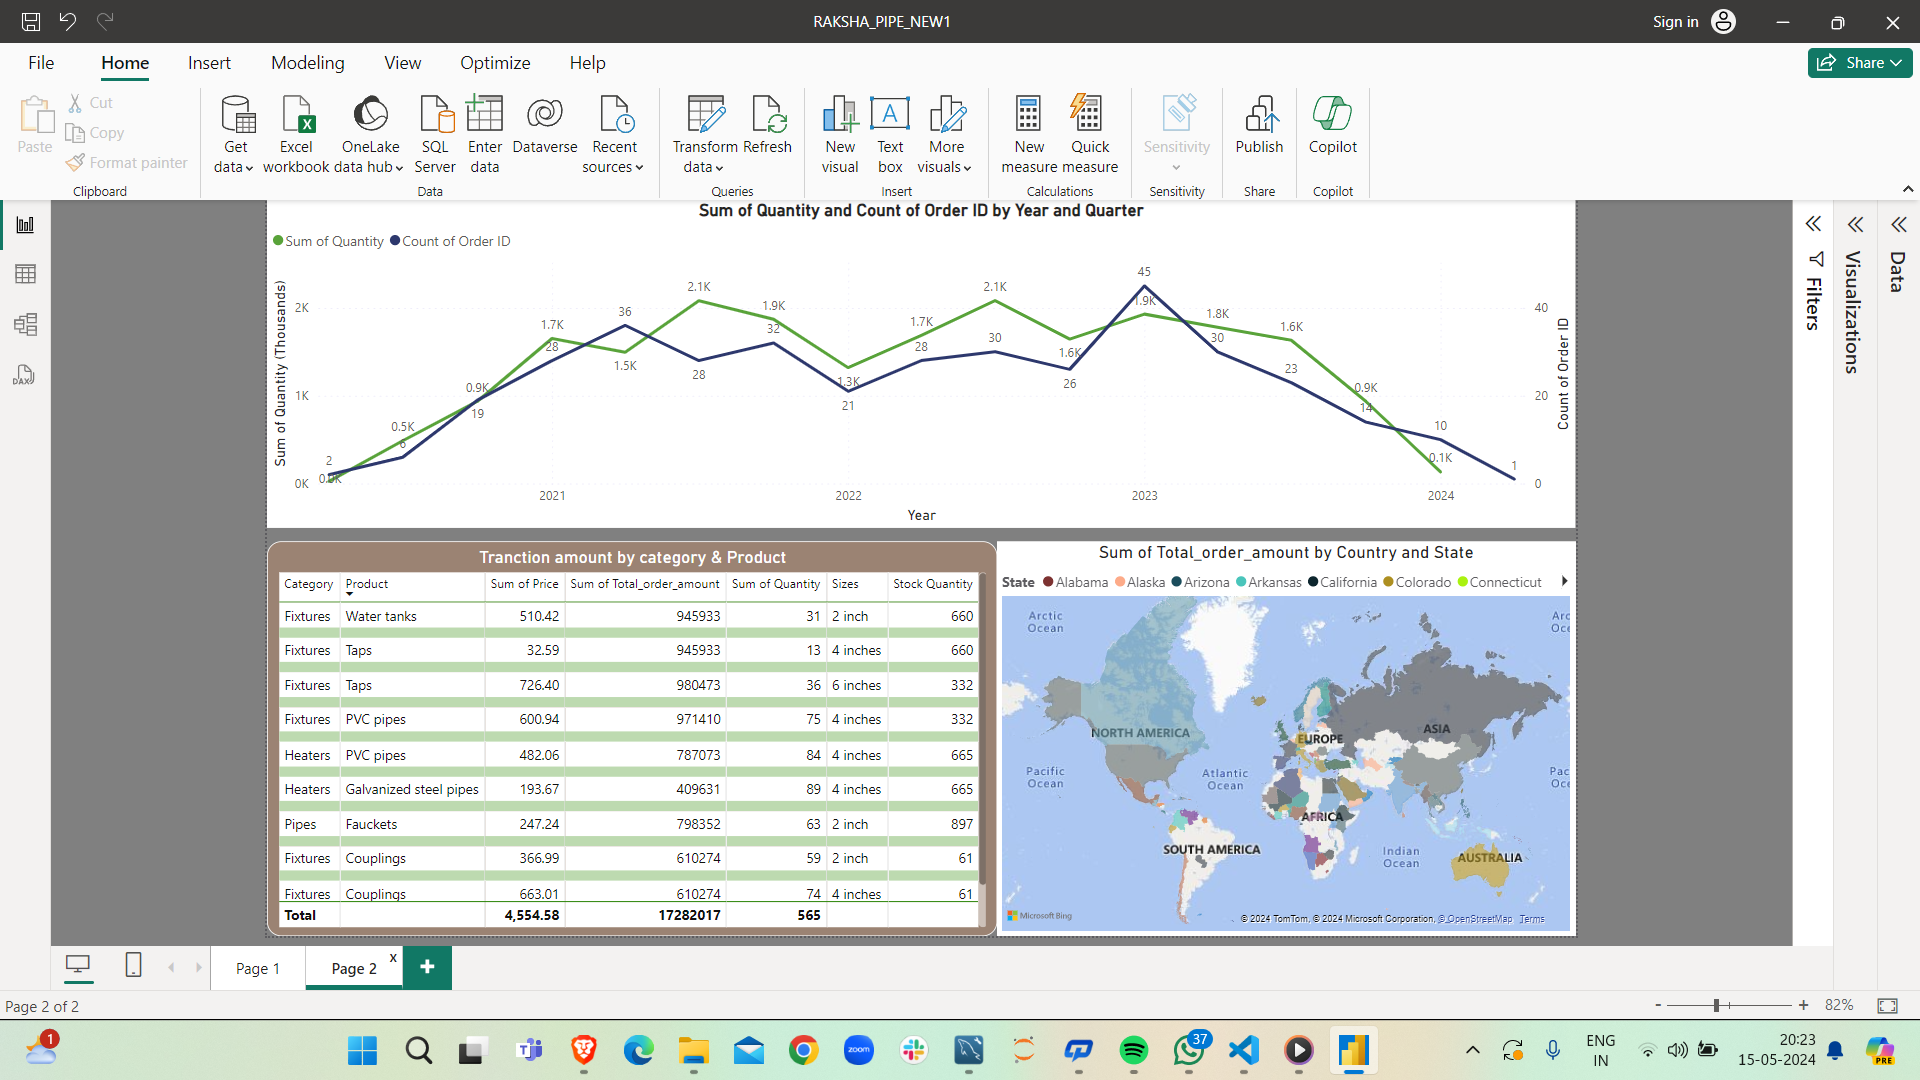 RAKSHA_PIPE_NEW1
Sign in
File Home Insert Modeling View Optimize Help
Share
Paste
Cut
Copy
Format painter
Clipboard
Get data
Excel workbook
OneLake data hub
SQL Server
Enter data
Dataverse
Recent sources
Data
Transform data
Refresh
Queries
New visual
Text box
More visuals
Insert
New measure
Quick measure
Calculations
Sensitivity
Sensitivity
Publish
Share
Copilot
Copilot
Sum of Quantity and Count of Order ID by Year and Quarter
Sum of Quantity Count of Order ID
Sum of Quantity (Thousands)
2K
1K
0K
2
0.0K
0.5K
6
0.9K
19
1.7K
28
36
1.5K
2.1K
28
1.9K
32
1.3K
21
1.7K
28
2.1K
30
1.6K
26
45
1.9K
1.8K
30
1.6K
23
0.9K
14
10
0.1K
1
40
20
0
Count of Order ID
2021 2022 2023 2024
Year
Tranction amount by category & Product
Category Product Sum of Price Sum of Total_order_amount Sum of Quantity Sizes Stock Quantity
Fixtures Water tanks 510.42 945933 31 2 inch 660
Fixtures Taps 32.59 945933 13 4 inches 660
Fixtures Taps 726.40 980473 36 6 inches 332
Fixtures PVC pipes 600.94 971410 75 4 inches 332
Heaters PVC pipes 482.06 787073 84 4 inches 665
Heaters Galvanized steel pipes 193.67 409631 89 4 inches 665
Pipes Fauckets 247.24 798352 63 2 inch 897
Fixtures Couplings 366.99 610274 59 2 inch 61
Fixtures Couplings 663.01 610274 74 4 inches 61
Total 4,554.58 17282017 565
Sum of Total_order_amount by Country and State
State Alabama Alaska Arizona Arkansas California Colorado Connecticut
Arctic Ocean
Arc
Oce
NORTH AMERICA
EUROPE
ASIA
Pacific Ocean
Atlantic Ocean
Pac
Oce
AFRICA
SOUTH AMERICA
Indian Ocean
AUSTRALIA
Microsoft Bing
© 2024 TomTom, © 2024 Microsoft Corporation, © OpenStreetMap Terms
Filters
Visualizations
Data
DAX
Page 1
Page 2
x
+
Page 2 of 2
- + 82%
1
zoom
37
ENG
IN
20:23
15-05-2024
PRE